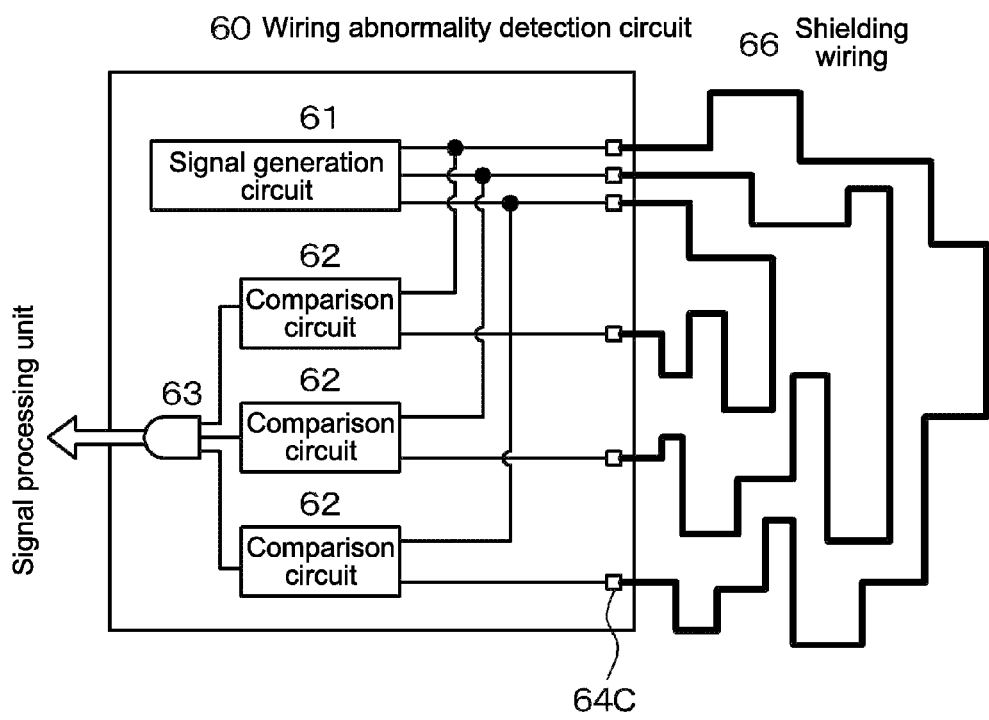 60 Wiring abnormality detection circuit
66 Shielding
wiring
61
Signal generation
circuit
62
Comparison
circuit
63
62
Comparison
circuit
62
Comparison
circuit
Signal processing unit
64C